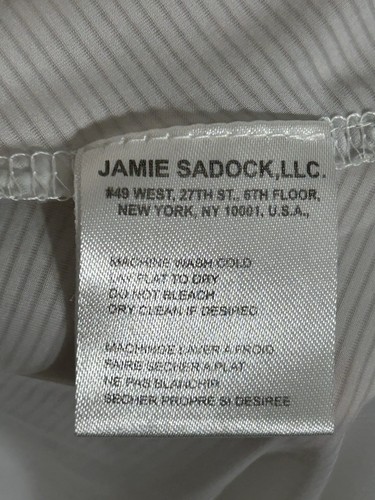 JAMIE SADOCK,LLC.
#49 WEST, 27TH ST., 6TH FLOOR,
NEW YORK, NY 10001, U.S.A.,
MACHINE WASH COLD
LAY FLAT TO DRY
DO NOT BLEACH
DRY CLEAN IF DESIRED
MACHINDE LAVER A FROID
FAIRE SECHER A PLAT
NE PAS BLANCHIR
SECHER PROPRE SI DESIREE